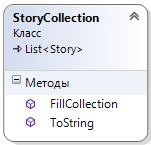 StoryCollection
Класс
List<Story>
Методы
FillCollection
ToString